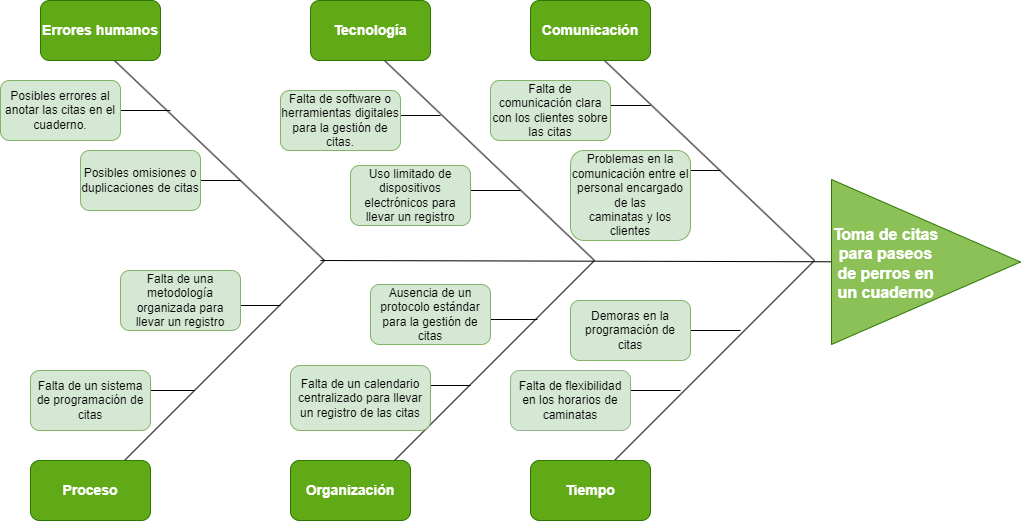 Errores humanos
Tecnología
Comunicación
Posibles errores al
anotar las citas en el
cuaderno.
Posibles omisiones o
duplicaciones de citas
Falta de software o
herramientas digitales
para la gestión de
citas.
Uso limitado de
dispositivos
electrónicos para
llevar un registro
Falta de
comunicación clara
con los clientes sobre
las citas
Problemas en la
comunicación entre el
personal encargado
de las
caminatas y los
clientes
Toma de citas
para paseos
de perros en
un cuaderno
Falta de una
metodología
organizada para
llevar un registro
Falta de un sistema
de programación de
citas
Ausencia de un
protocolo estándar
para la gestión de
citas
Falta de un calendario
centralizado para llevar
un registro de las citas
Demoras en la
programación de
citas
Falta de flexibilidad
en los horarios de
caminatas
Proceso
Organización
Tiempo